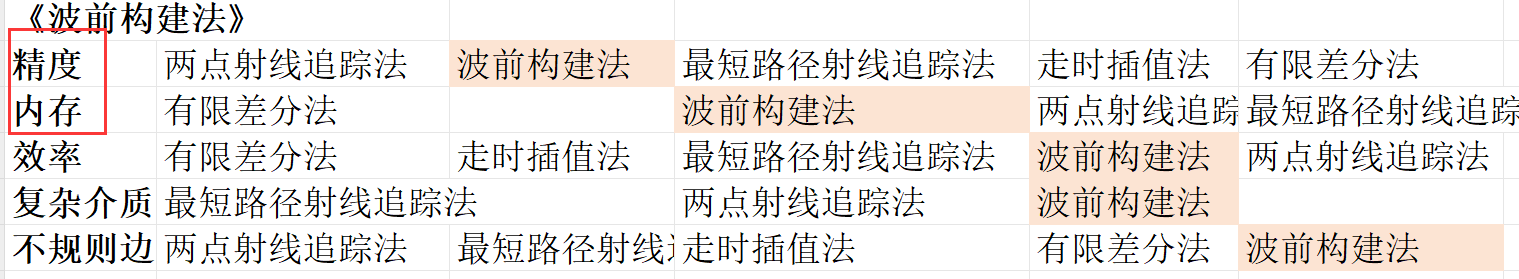 《波前构建法》
精度 两点射线追踪法 波前构建法 最短路径射线追踪法 走时插值法 有限差分法
内存 有限差分法 波前构建法 两点射线追踪 最短路径射线追踪
效率 有限差分法 走时插值法 最短路径射线追踪法 波前构建法 两点射线追踪法
复杂介质 最短路径射线追踪法 两点射线追踪法 波前构建法
不规则边 两点射线追踪法 最短路径射线 走时插值法 有限差分法 波前构建法